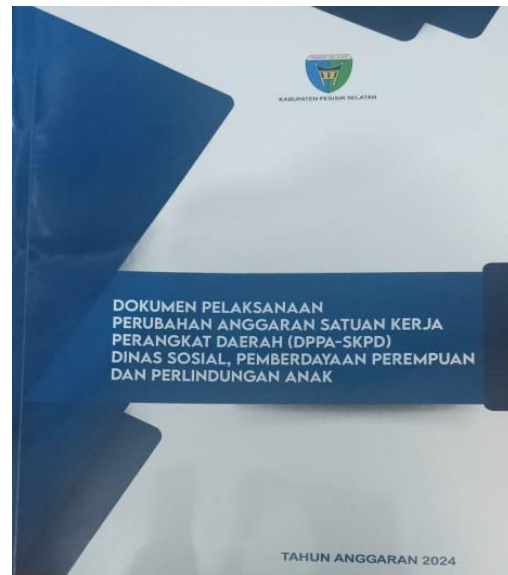 KABUPATEN PESISIR SELATAN
DOKUMEN PELAKSANAAN
PERUBAHAN ANGGARAN SATUAN KERJA
PERANGKAT DAERAH (DPPA-SKPD)
DINAS SOSIAL, PEMBERDAYAAN PEREMPUAN
DAN PERLINDUNGAN ANAK
TAHUN ANGGARAN 2024